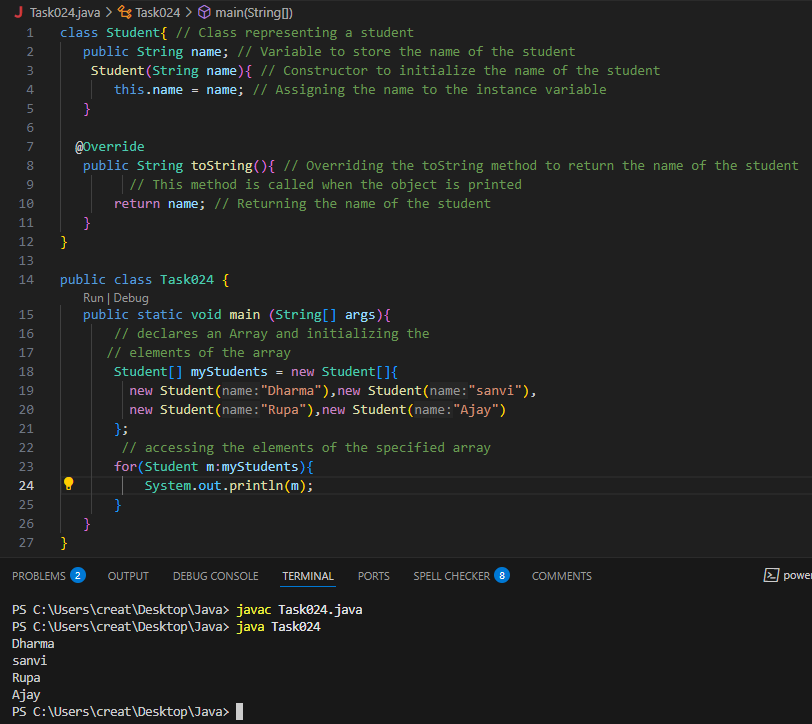 Task024.java > Task024 > main(String[])
1 class Student{ // Class representing a student
2 public String name; // Variable to store the name of the student
3 Student(String name){ // Constructor to initialize the name of the student
4 this.name = name; // Assigning the name to the instance variable
5 }
6
7 @Override
8 public String toString(){ // Overriding the toString method to return the name of the student
9 // This method is called when the object is printed
10 return name; // Returning the name of the student
11 }
12 }
13
14 public class Task024 {
Run | Debug
15 public static void main (String[] args){
16 // declares an Array and initializing the
17 // elements of the array
18 Student[] myStudents = new Student[]{
19 new Student(name:"Dharma"),new Student(name:"sanvi"),
20 new Student(name:"Rupa"),new Student(name:"Ajay")
21 };
22 // accessing the elements of the specified array
23 for(Student m:myStudents){
24 System.out.println(m);
25 }
26 }
27 }
PROBLEMS 2 OUTPUT DEBUG CONSOLE TERMINAL PORTS SPELL CHECKER 8 COMMENTS power
PS C:\Users\creat\Desktop\Java> javac Task024.java
PS C:\Users\creat\Desktop\Java> java Task024
Dharma
sanvi
Rupa
Ajay
PS C:\Users\creat\Desktop\Java>